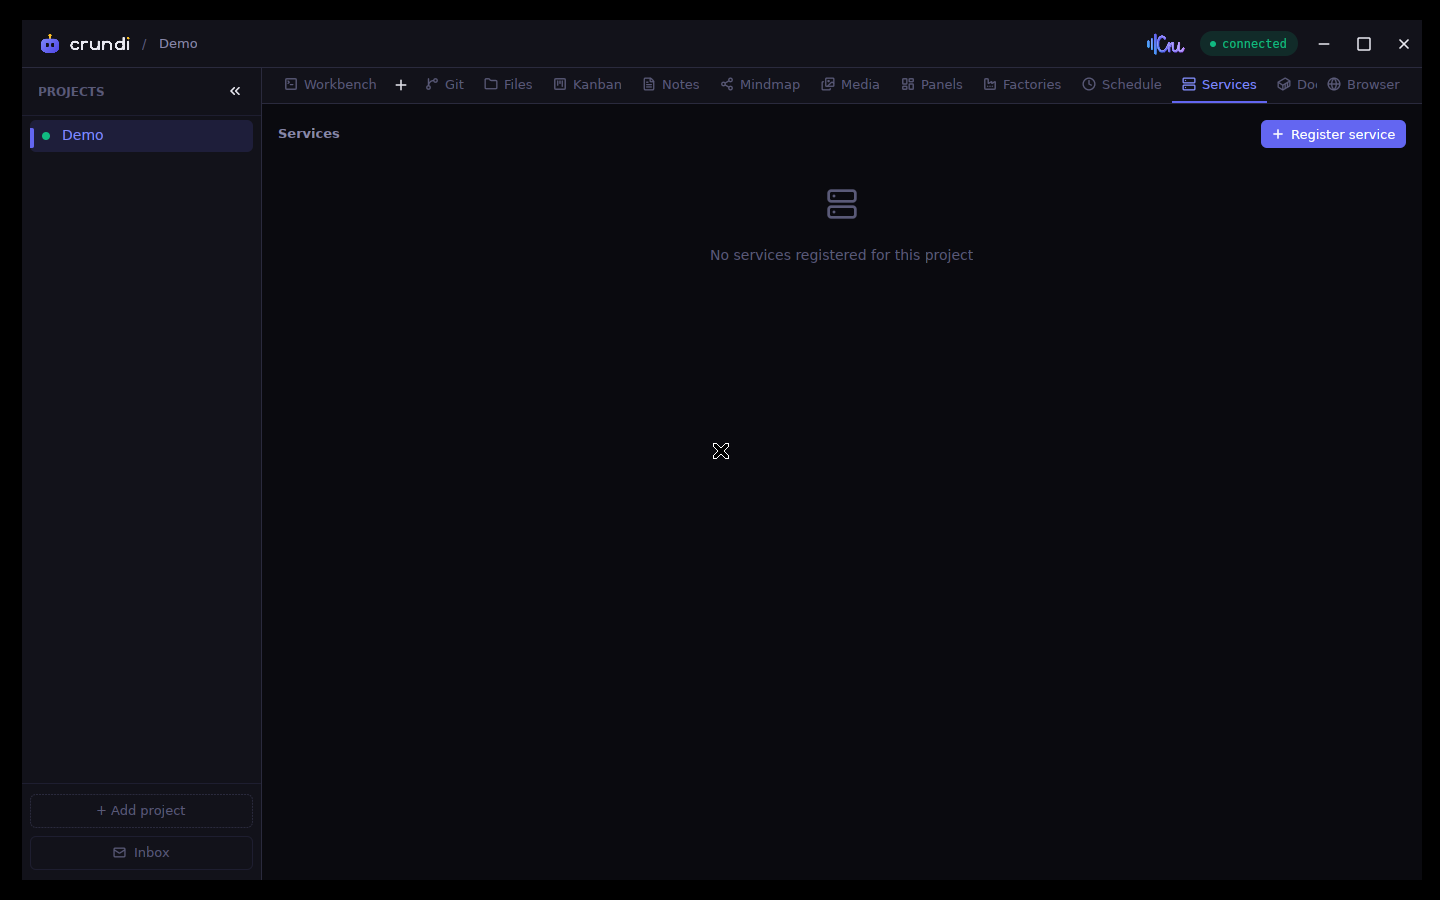 crundi / Demo
Cru
connected
PROJECTS
Workbench
Git
Files
Kanban
Notes
Mindmap
Media
Panels
Factories
Schedule
Services
Browser
Demo
Services
+ Register service
No services registered for this project
+ Add project
Inbox